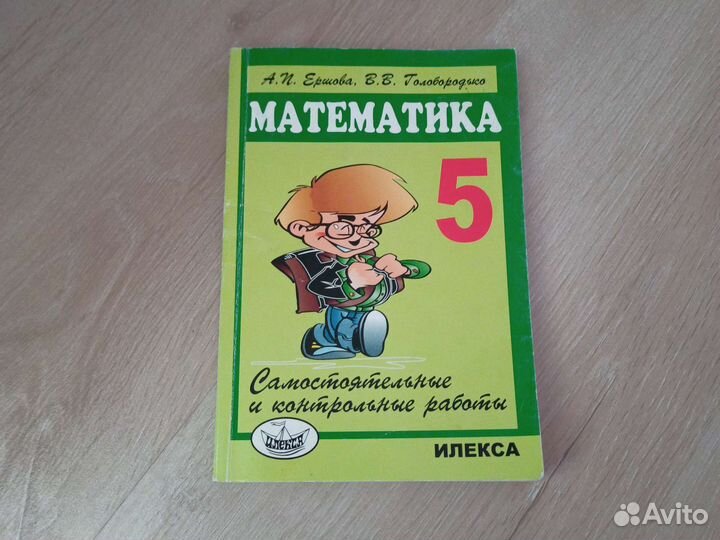 А.П. Ершова, В.В. Голобородько
МАТЕМАТИКА
5
Самостоятельные
и контрольные работы
ИЛЕКСА
ИЛЕКСА
Avito